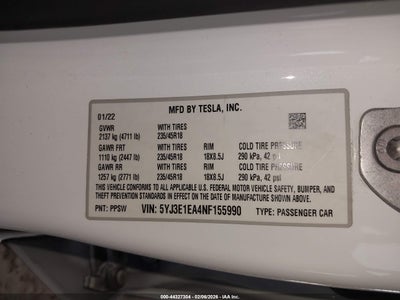 MFD BY TESLA, INC.
01/22
GVWR WITH TIRES
2137 kg (4711 lb) 235/45R18
GAWR FRT WITH TIRES RIM COLD TIRE PRESSURE
1110 kg (2447 lb) 235/45R18 18X8.5J 290 kPa, 42 psi
GAWR RR WITH TIRES RIM COLD TIRE PRESSURE
1257 kg (2771 lb) 235/45R18 18X8.5J 290 kPa, 42 psi
THIS VEHICLE CONFORMS TO ALL APPLICABLE U.S. FEDERAL MOTOR VEHICLE SAFETY, BUMPER, AND
THEFT PREVENTION STANDARDS IN EFFECT ON THE DATE OF MANUFACTURE SHOWN ABOVE.
PNT: PPSW VIN: 5YJ3E1EA4NF155990 TYPE: PASSENGER CAR
000-44327304 - 02/06/2026 - IAA Inc.